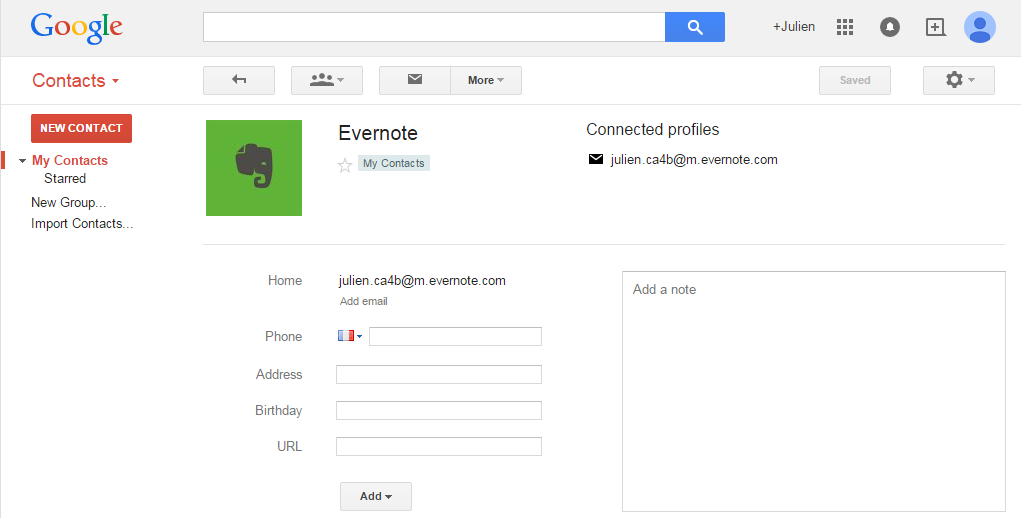 Google
+Julien
Contacts
More
Saved
NEW CONTACT
My Contacts
Starred
New Group...
Import Contacts...
Evernote
My Contacts
Connected profiles
julien.ca4b@m.evernote.com
Home
julien.ca4b@m.evernote.com
Add email
Phone
Address
Birthday
URL
Add
Add a note